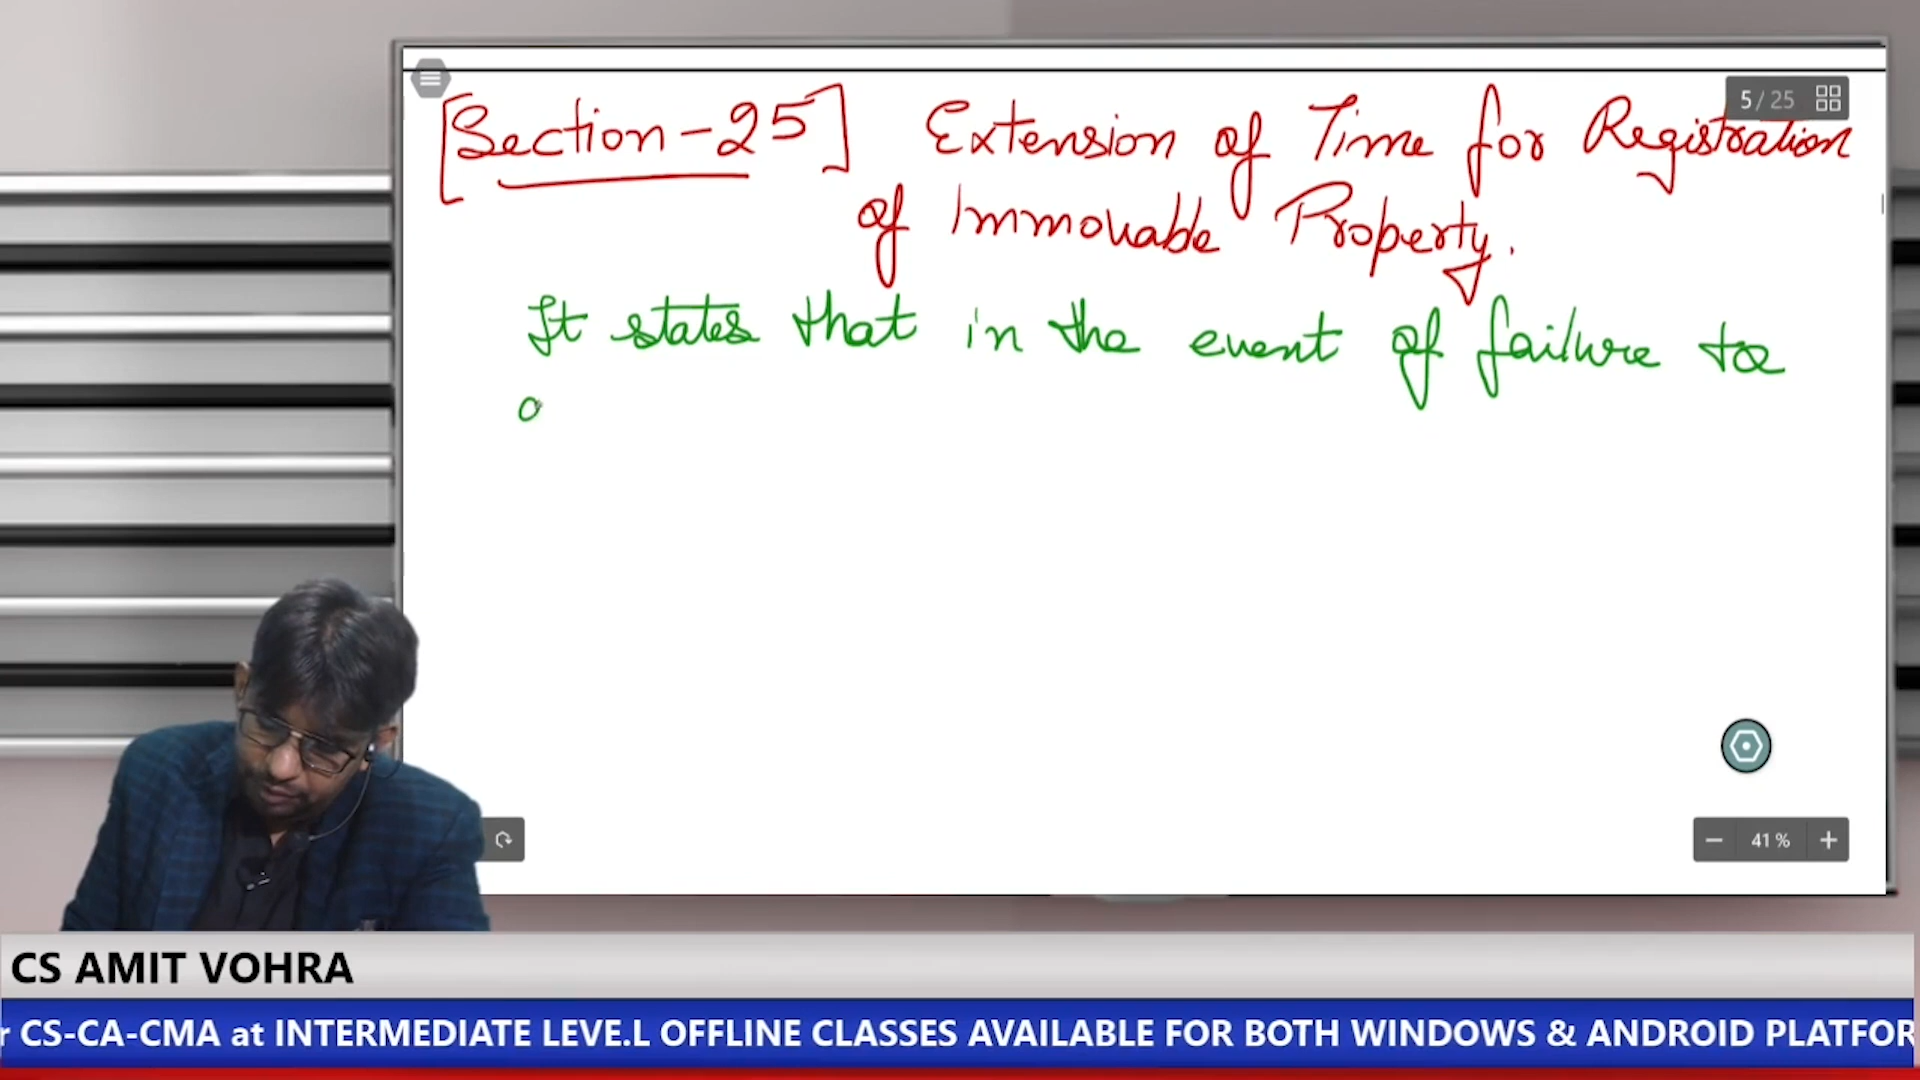 [Section-25] Extension of Time for Registration
of Immovable Property.
It states that in the event of failure to
5 / 25
41 %
CS AMIT VOHRA
r CS-CA-CMA at INTERMEDIATE LEVE.L OFFLINE CLASSES AVAILABLE FOR BOTH WINDOWS & ANDROID PLATFOR